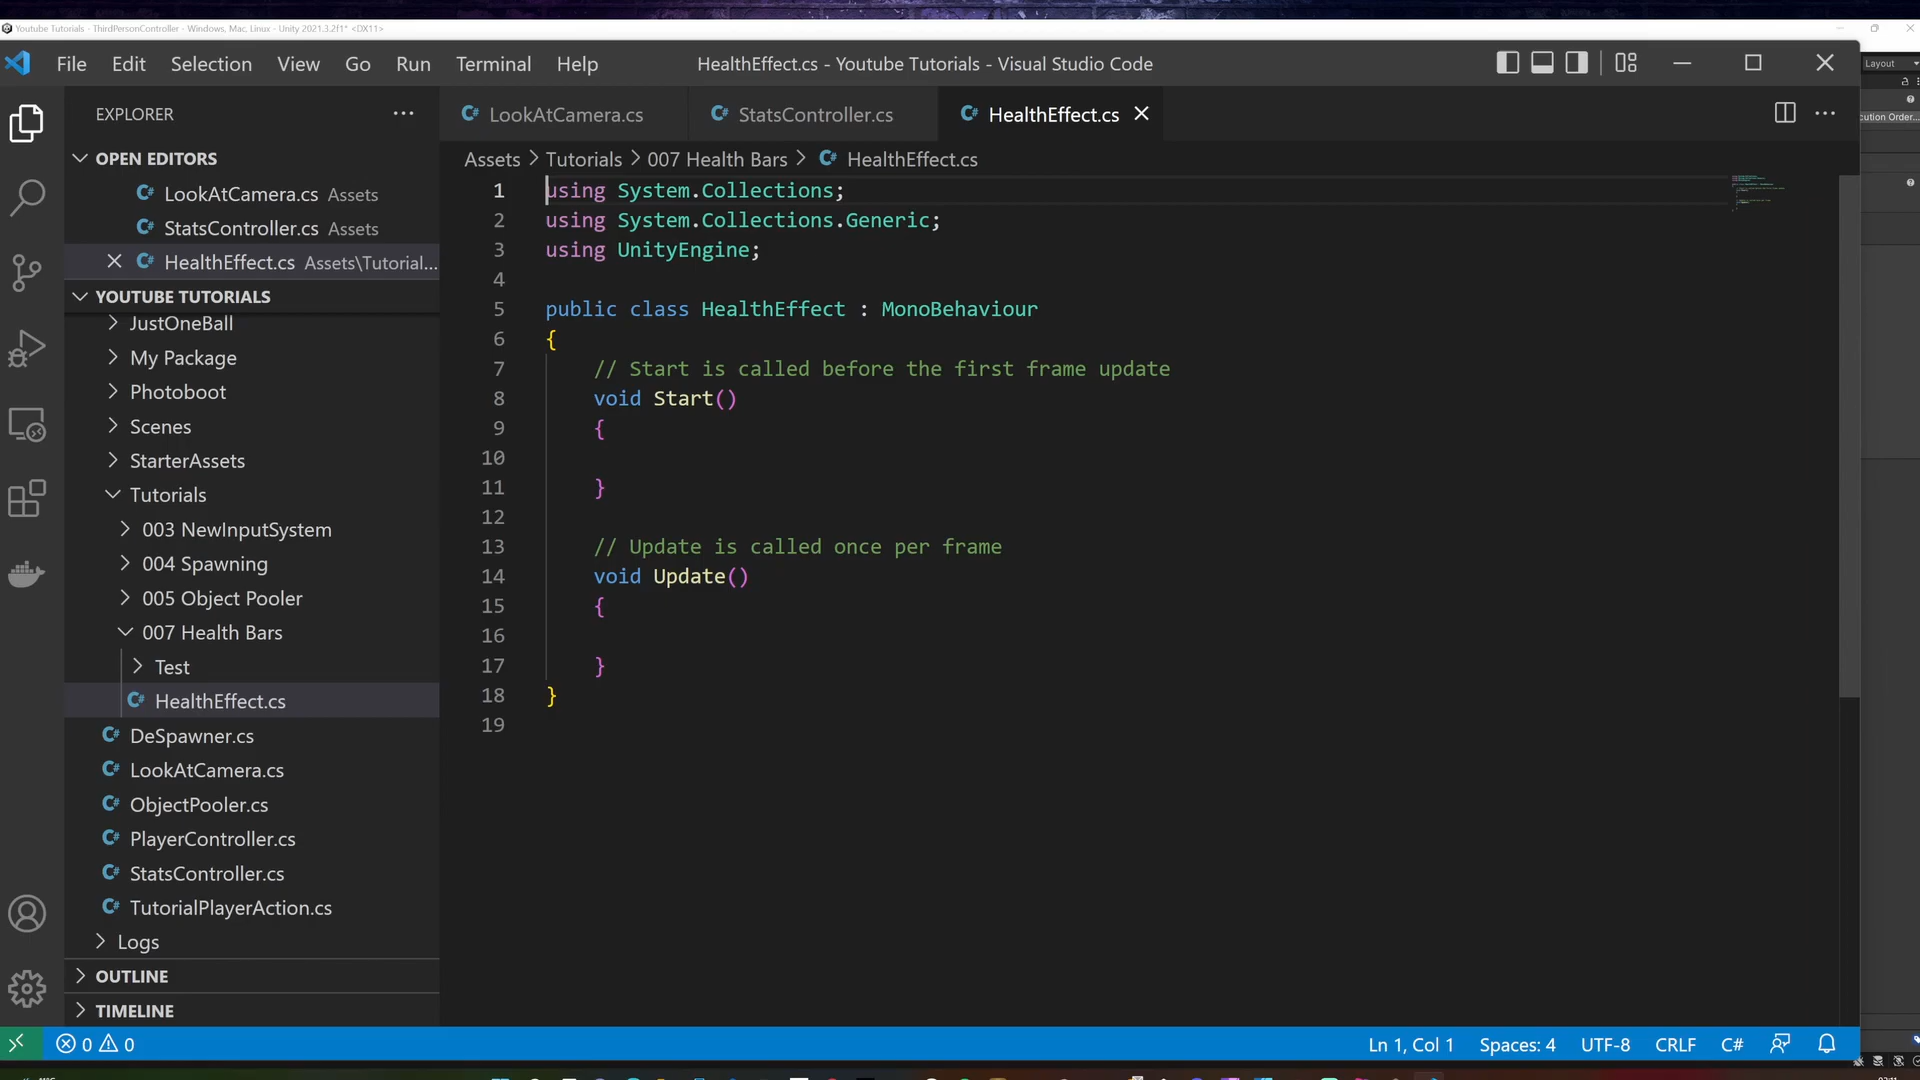 Youtube Tutorials - ThirdPersonController - Windows, Mac, Linux - Unity 2021.3.2f1* <DX11>
File Edit Selection View Go Run Terminal Help
HealthEffect.cs - Youtube Tutorials - Visual Studio Code
Layout
EXPLORER
LookAtCamera.cs
StatsController.cs
HealthEffect.cs
cution Order...
OPEN EDITORS
LookAtCamera.cs Assets
StatsController.cs Assets
HealthEffect.cs Assets\Tutorial...
YOUTUBE TUTORIALS
JustOneBall
My Package
Photoboot
Scenes
StarterAssets
Tutorials
003 NewInputSystem
004 Spawning
005 Object Pooler
007 Health Bars
Test
HealthEffect.cs
DeSpawner.cs
LookAtCamera.cs
ObjectPooler.cs
PlayerController.cs
StatsController.cs
TutorialPlayerAction.cs
Logs
OUTLINE
TIMELINE
Assets > Tutorials > 007 Health Bars > HealthEffect.cs
1 using System.Collections;
2 using System.Collections.Generic;
3 using UnityEngine;
4
5 public class HealthEffect : MonoBehaviour
6 {
7 // Start is called before the first frame update
8 void Start()
9 {
10
11 }
12
13 // Update is called once per frame
14 void Update()
15 {
16
17 }
18 }
19
0 0
Ln 1, Col 1 Spaces: 4 UTF-8 CRLF C#